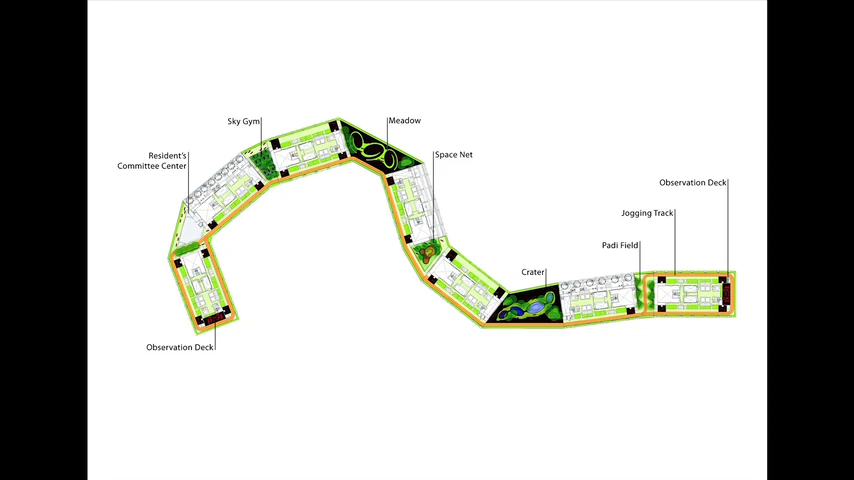 Sky Gym
Meadow
Resident's
Committee Center
Space Net
Observation Deck
Jogging Track
Padi Field
Crater
Observation Deck